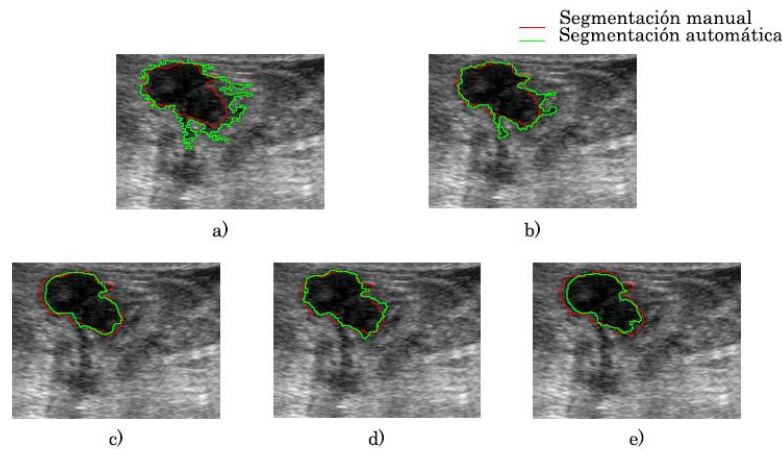 Segmentación manual
Segmentación automática
a)
b)
c)
d)
e)